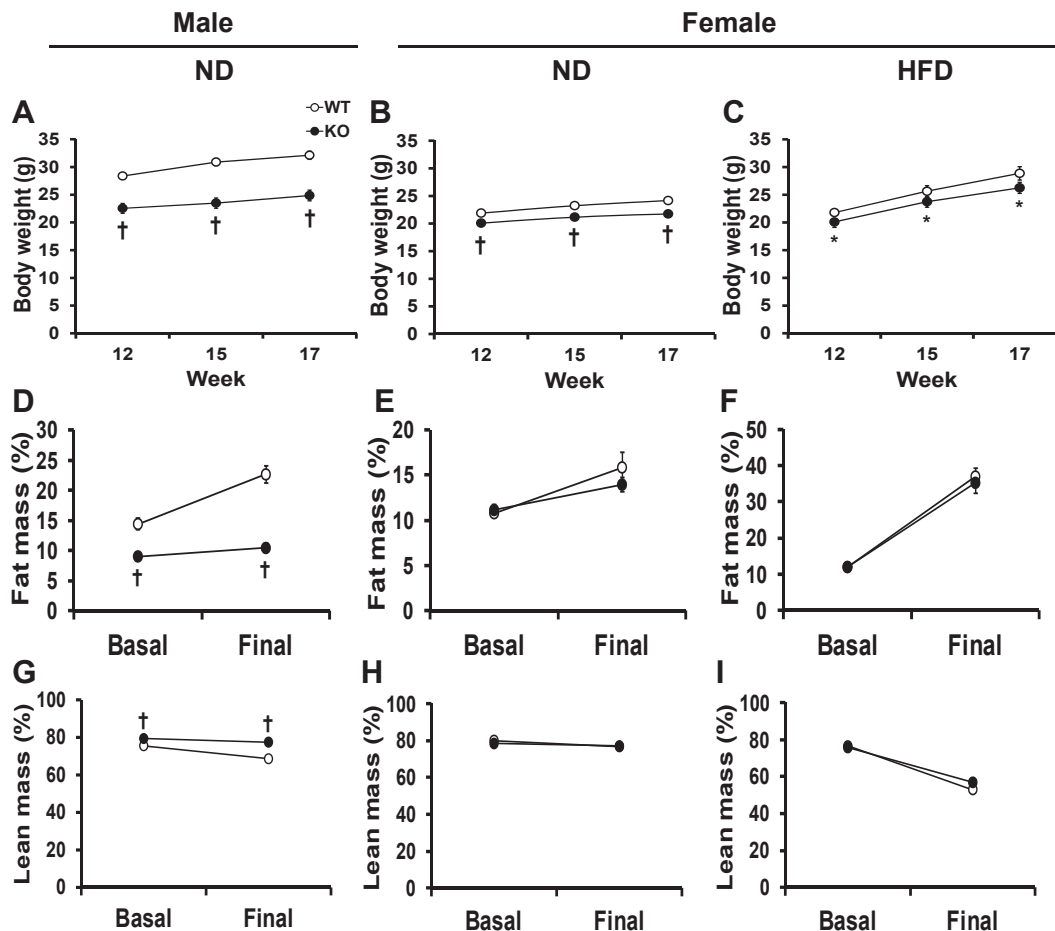 Male
Female
ND
ND
HFD
A
WT
KO
Body weight (g)
35
30
25
20
15
10
5
0
†
†
†
12
15
17
Week
B
Body weight (g)
35
30
25
20
15
10
5
0
†
†
†
12
15
17
Week
C
Body weight (g)
35
30
25
20
15
10
5
0
*
*
*
12
15
17
Week
D
Fat mass (%)
30
25
20
15
10
5
0
†
†
Basal
Final
E
Fat mass (%)
20
15
10
5
0
Basal
Final
F
Fat mass (%)
50
40
30
20
10
0
Basal
Final
G
Lean mass (%)
100
80
60
40
20
0
†
†
Basal
Final
H
Lean mass (%)
100
80
60
40
20
0
Basal
Final
I
Lean mass (%)
100
80
60
40
20
0
Basal
Final